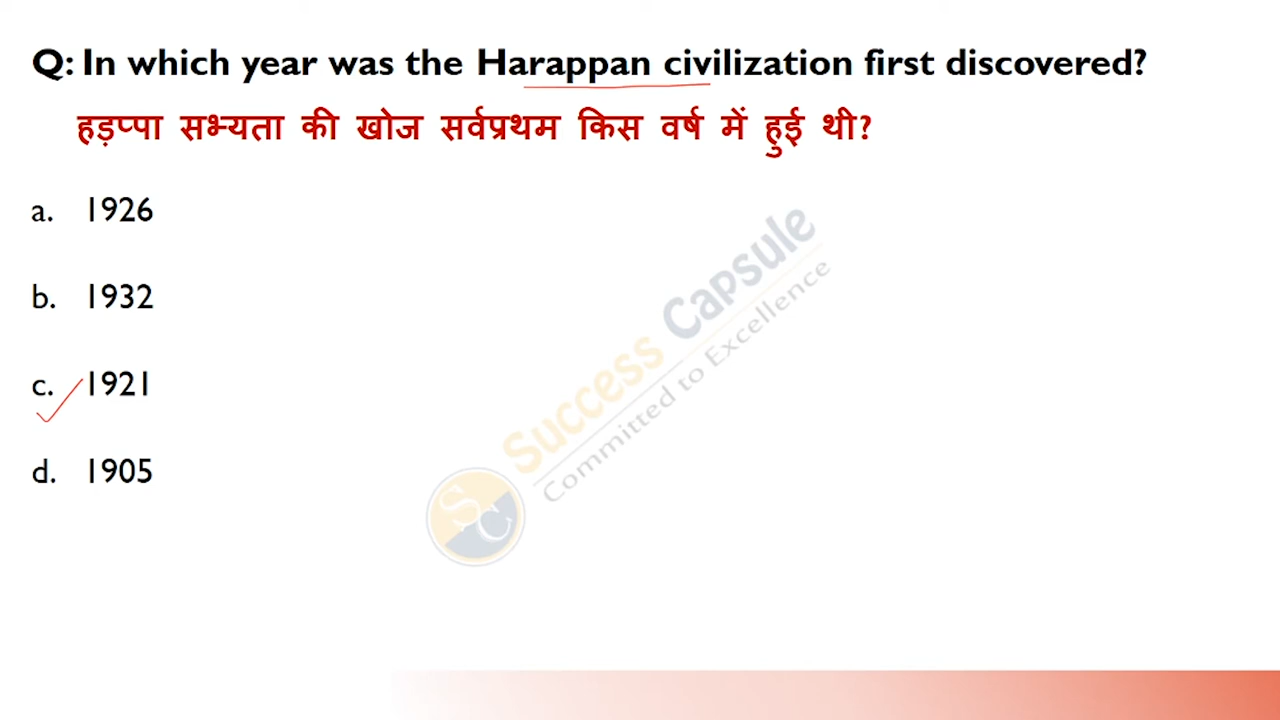 Q: In which year was the Harappan civilization first discovered?
हड़प्पा सभ्यता की खोज सर्वप्रथम किस वर्ष में हुई थी?
a. 1926
b. 1932
c. 1921
d. 1905
Success Capsule
Committed to Excellence
SC